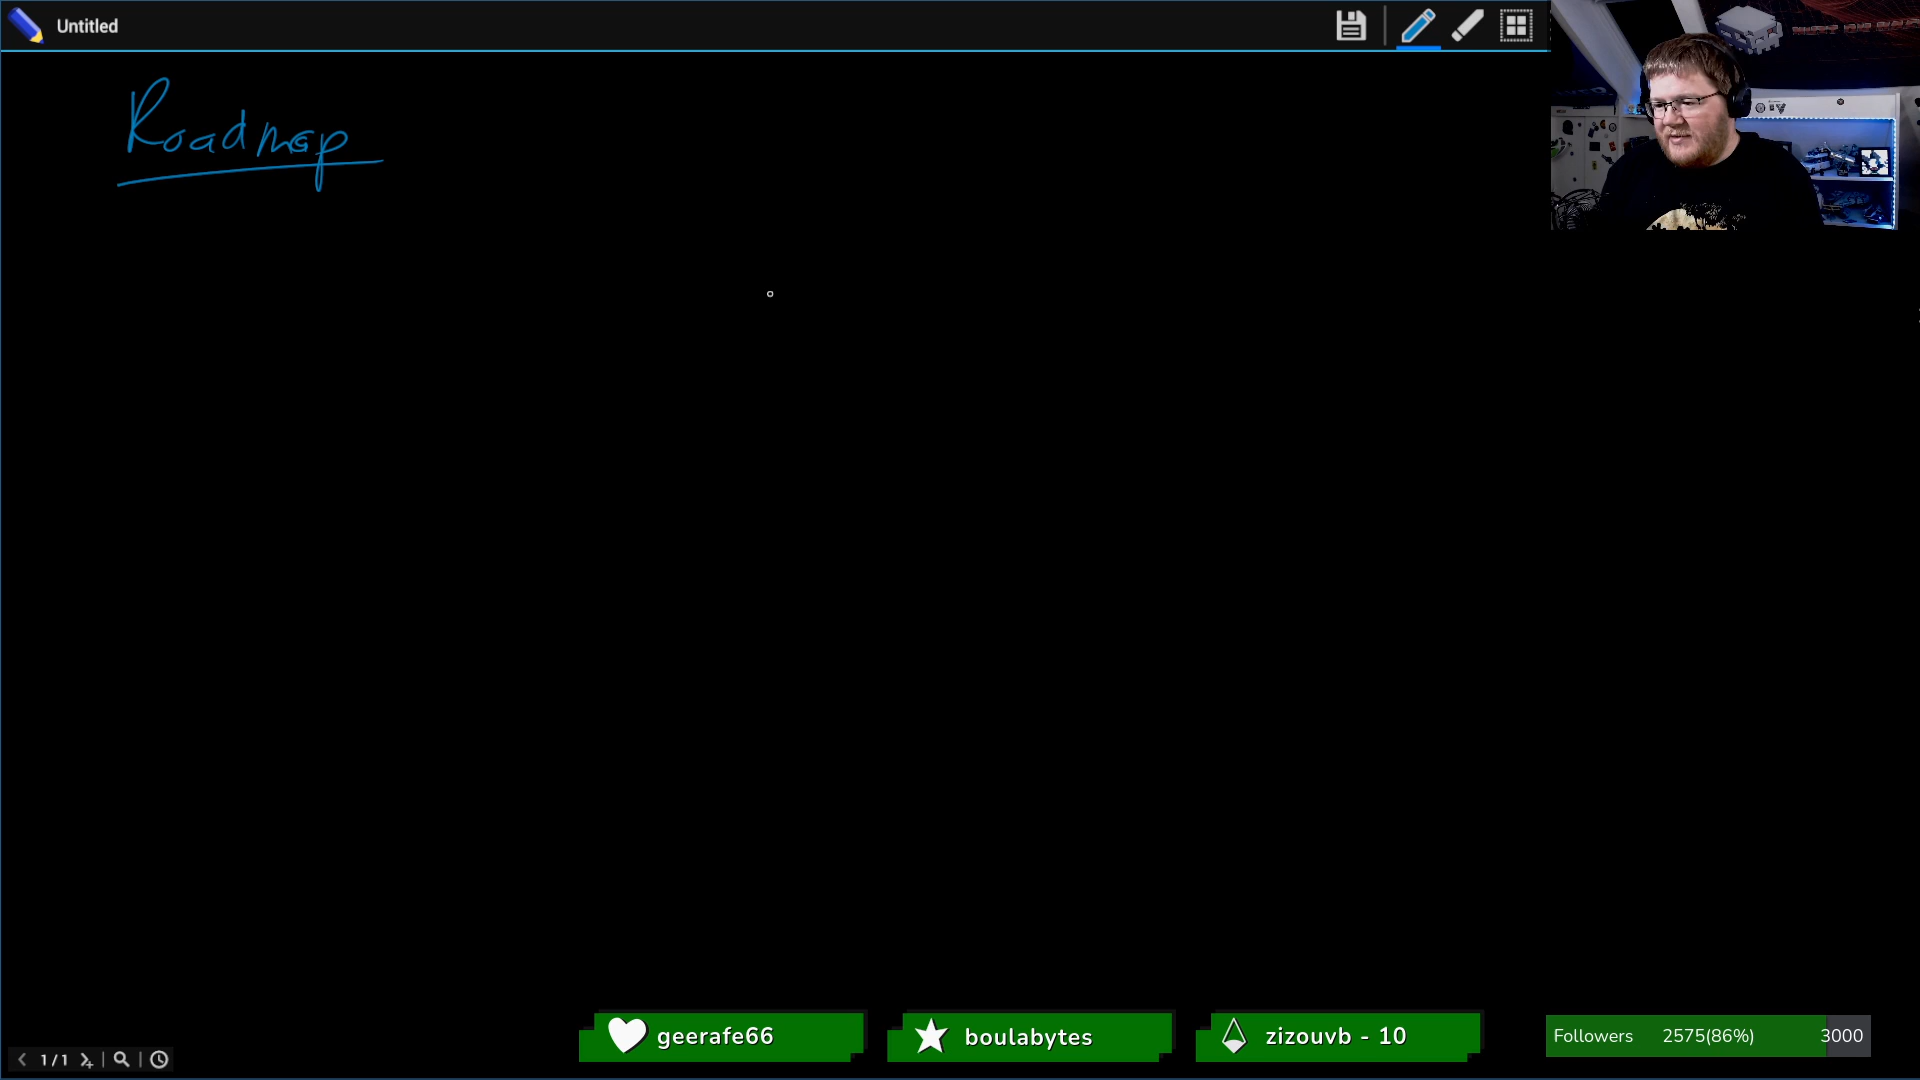 Untitled
Roadmap
geerafe66
boulabytes
zizouvb - 10
Followers 2575(86%) 3000
1/1